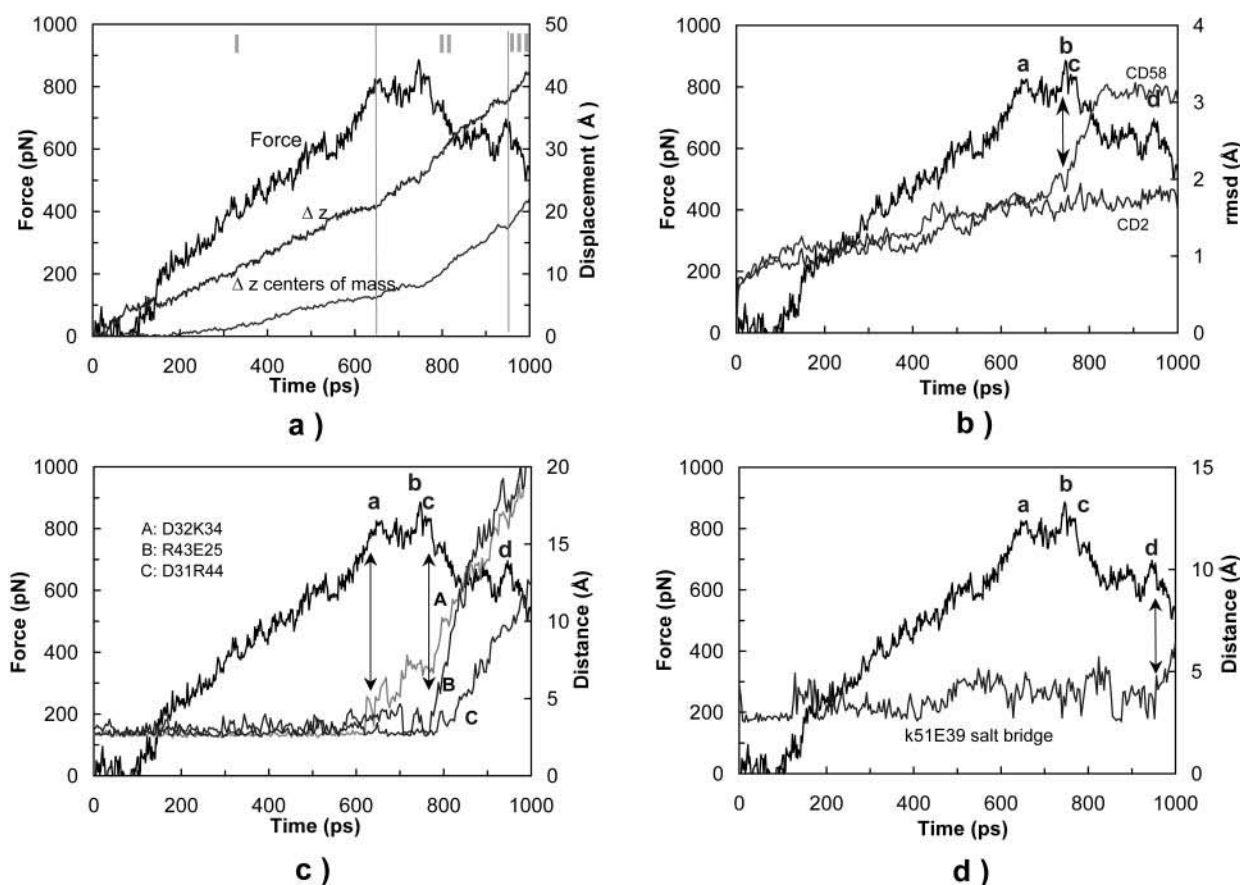 1000
800
600
400
200
0
Force (pN)
50
40
30
20
10
0
Displacement ( Å )
Force
Δ z
Δ z centers of mass
0 200 400 600 800 1000
Time (ps)
a )
1000
800
600
400
200
0
Force (pN)
4
3
2
1
0
rmsd (Å)
a
b
c
d
CD58
CD2
0 200 400 600 800 1000
Time (ps)
b )
1000
800
600
400
200
0
Force (pN)
20
15
10
5
0
Distance (Å)
A: D32K34
B: R43E25
C: D31R44
a
b
c
d
A
B
C
0 200 400 600 800 1000
Time (ps)
c )
1000
800
600
400
200
0
Force (pN)
15
10
5
0
Distance (Å)
a
b
c
d
k51E39 salt bridge
0 200 400 600 800 1000
Time (ps)
d )